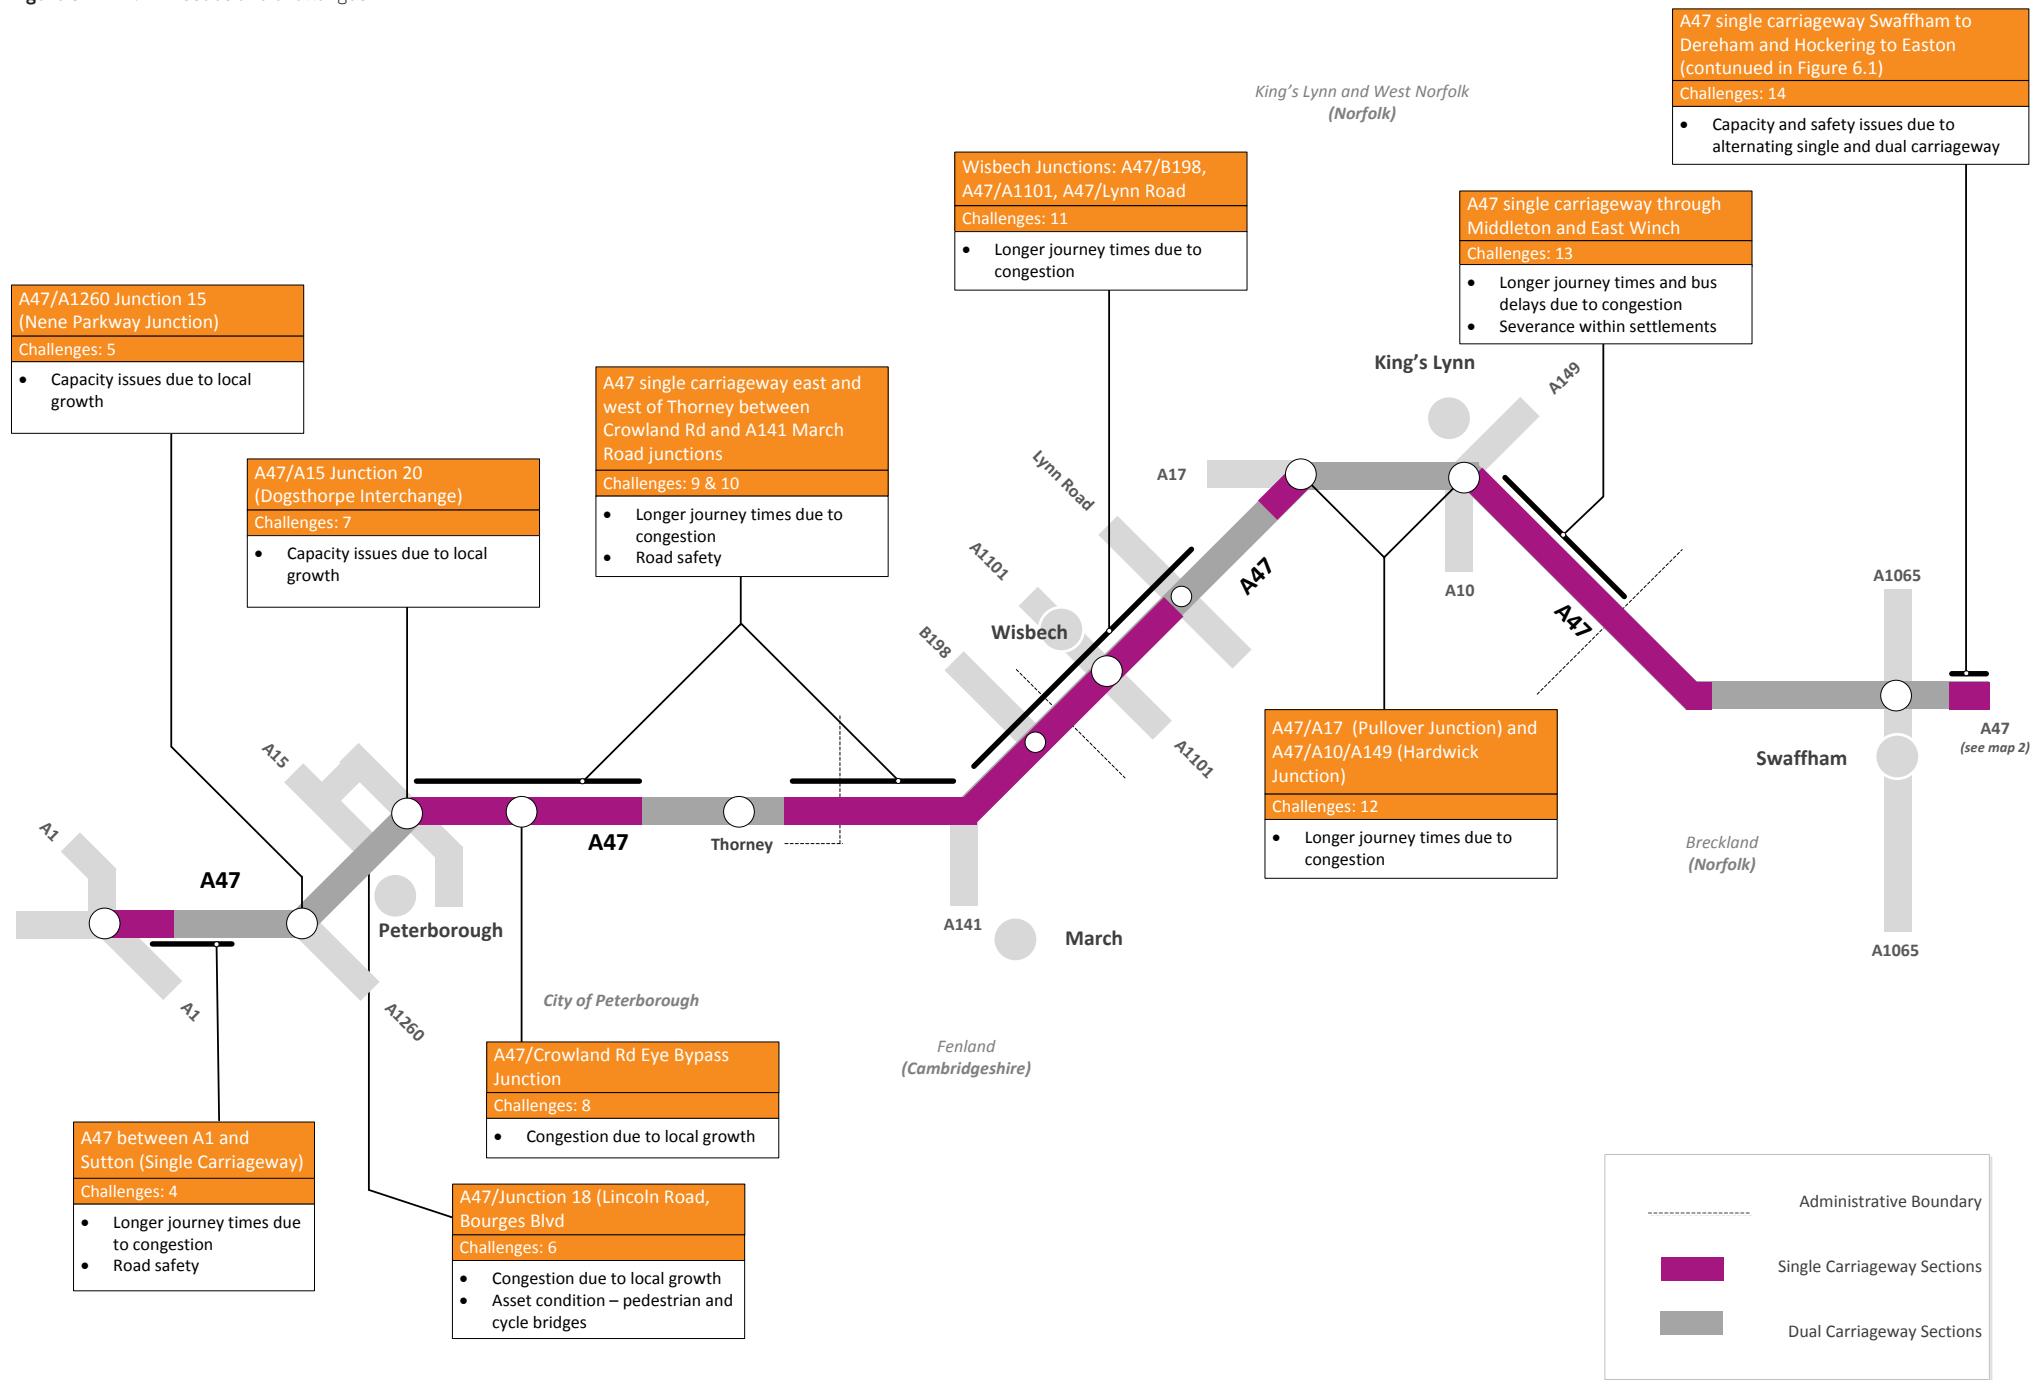 A47 single carriageway Swaffham to
Dereham and Hockering to Easton
(contunued in Figure 6.1)
Challenges: 14
• Capacity and safety issues due to
alternating single and dual carriageway
King's Lynn and West Norfolk
(Norfolk)
Wisbech Junctions: A47/B198,
A47/A1101, A47/Lynn Road
Challenges: 11
• Longer journey times due to
congestion
A47 single carriageway through
Middleton and East Winch
Challenges: 13
• Longer journey times and bus
delays due to congestion
• Severance within settlements
A47/A1260 Junction 15
(Nene Parkway Junction)
Challenges: 5
• Capacity issues due to local
growth
A47 single carriageway east and
west of Thorney between
Crowland Rd and A141 March
Road junctions
Challenges: 9 & 10
• Longer journey times due to
congestion
• Road safety
A47/A15 Junction 20
(Dogsthorpe Interchange)
Challenges: 7
• Capacity issues due to local
growth
King's Lynn
A149
A17
Lynn Road
A10
A47
A1101
Wisbech
B198
A1101
A47
A1065
Swaffham
A47
(see map 2)
A1065
A47/A17  (Pullover Junction) and
A47/A10/A149 (Hardwick
Junction)
Challenges: 12
• Longer journey times due to
congestion
Breckland
(Norfolk)
A15
A1
A47
A47
Thorney
Peterborough
A141
March
A1
A1260
City of Peterborough
Fenland
(Cambridgeshire)
A47/Crowland Rd Eye Bypass
Junction
Challenges: 8
• Congestion due to local growth
A47 between A1 and
Sutton (Single Carriageway)
Challenges: 4
• Longer journey times due
to congestion
• Road safety
A47/Junction 18 (Lincoln Road,
Bourges Blvd
Challenges: 6
• Congestion due to local growth
• Asset condition – pedestrian and
cycle bridges
Administrative Boundary
Single Carriageway Sections
Dual Carriageway Sections